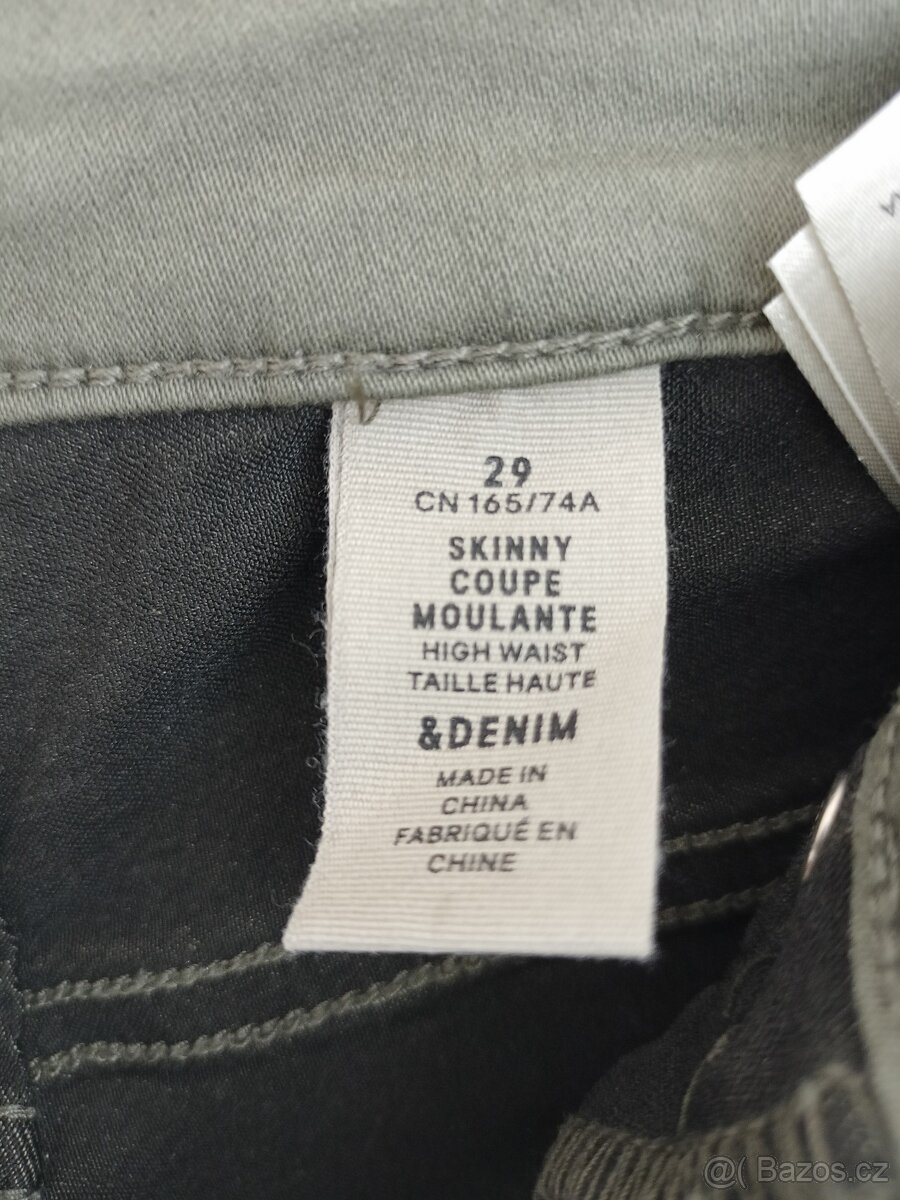 29
CN 165/74A
SKINNY
COUPE
MOULANTE
HIGH WAIST
TAILLE HAUTE
&DENIM
MADE IN
CHINA
FABRIQUÉ EN
CHINE
@( Bazos.cz